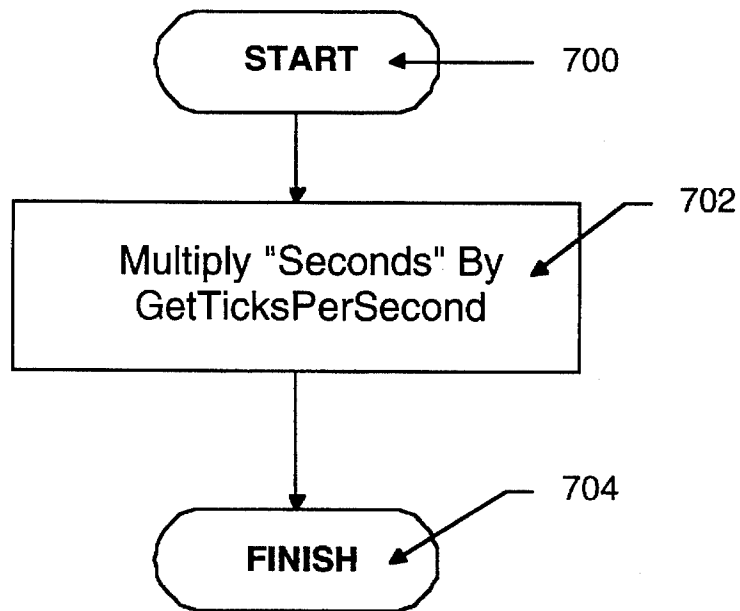 START
700
702
Multiply "Seconds" By
GetTicksPerSecond
704
FINISH